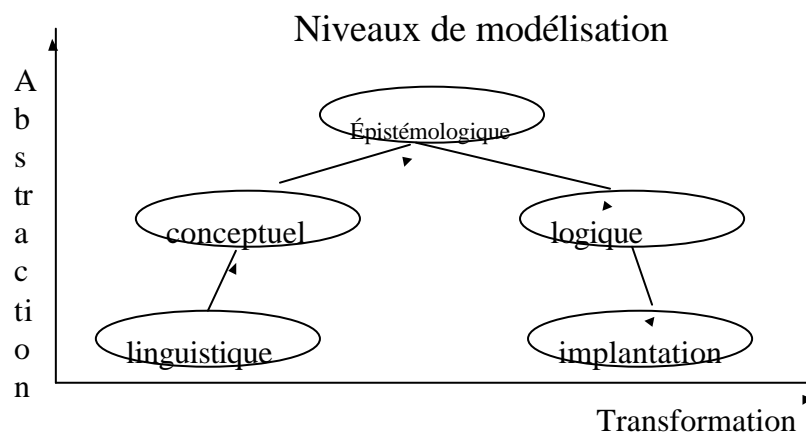 Niveaux de modélisation
A
b
s
tr
a
c
ti
o
n
Épistémologique
conceptuel
logique
linguistique
implantation
Transformation